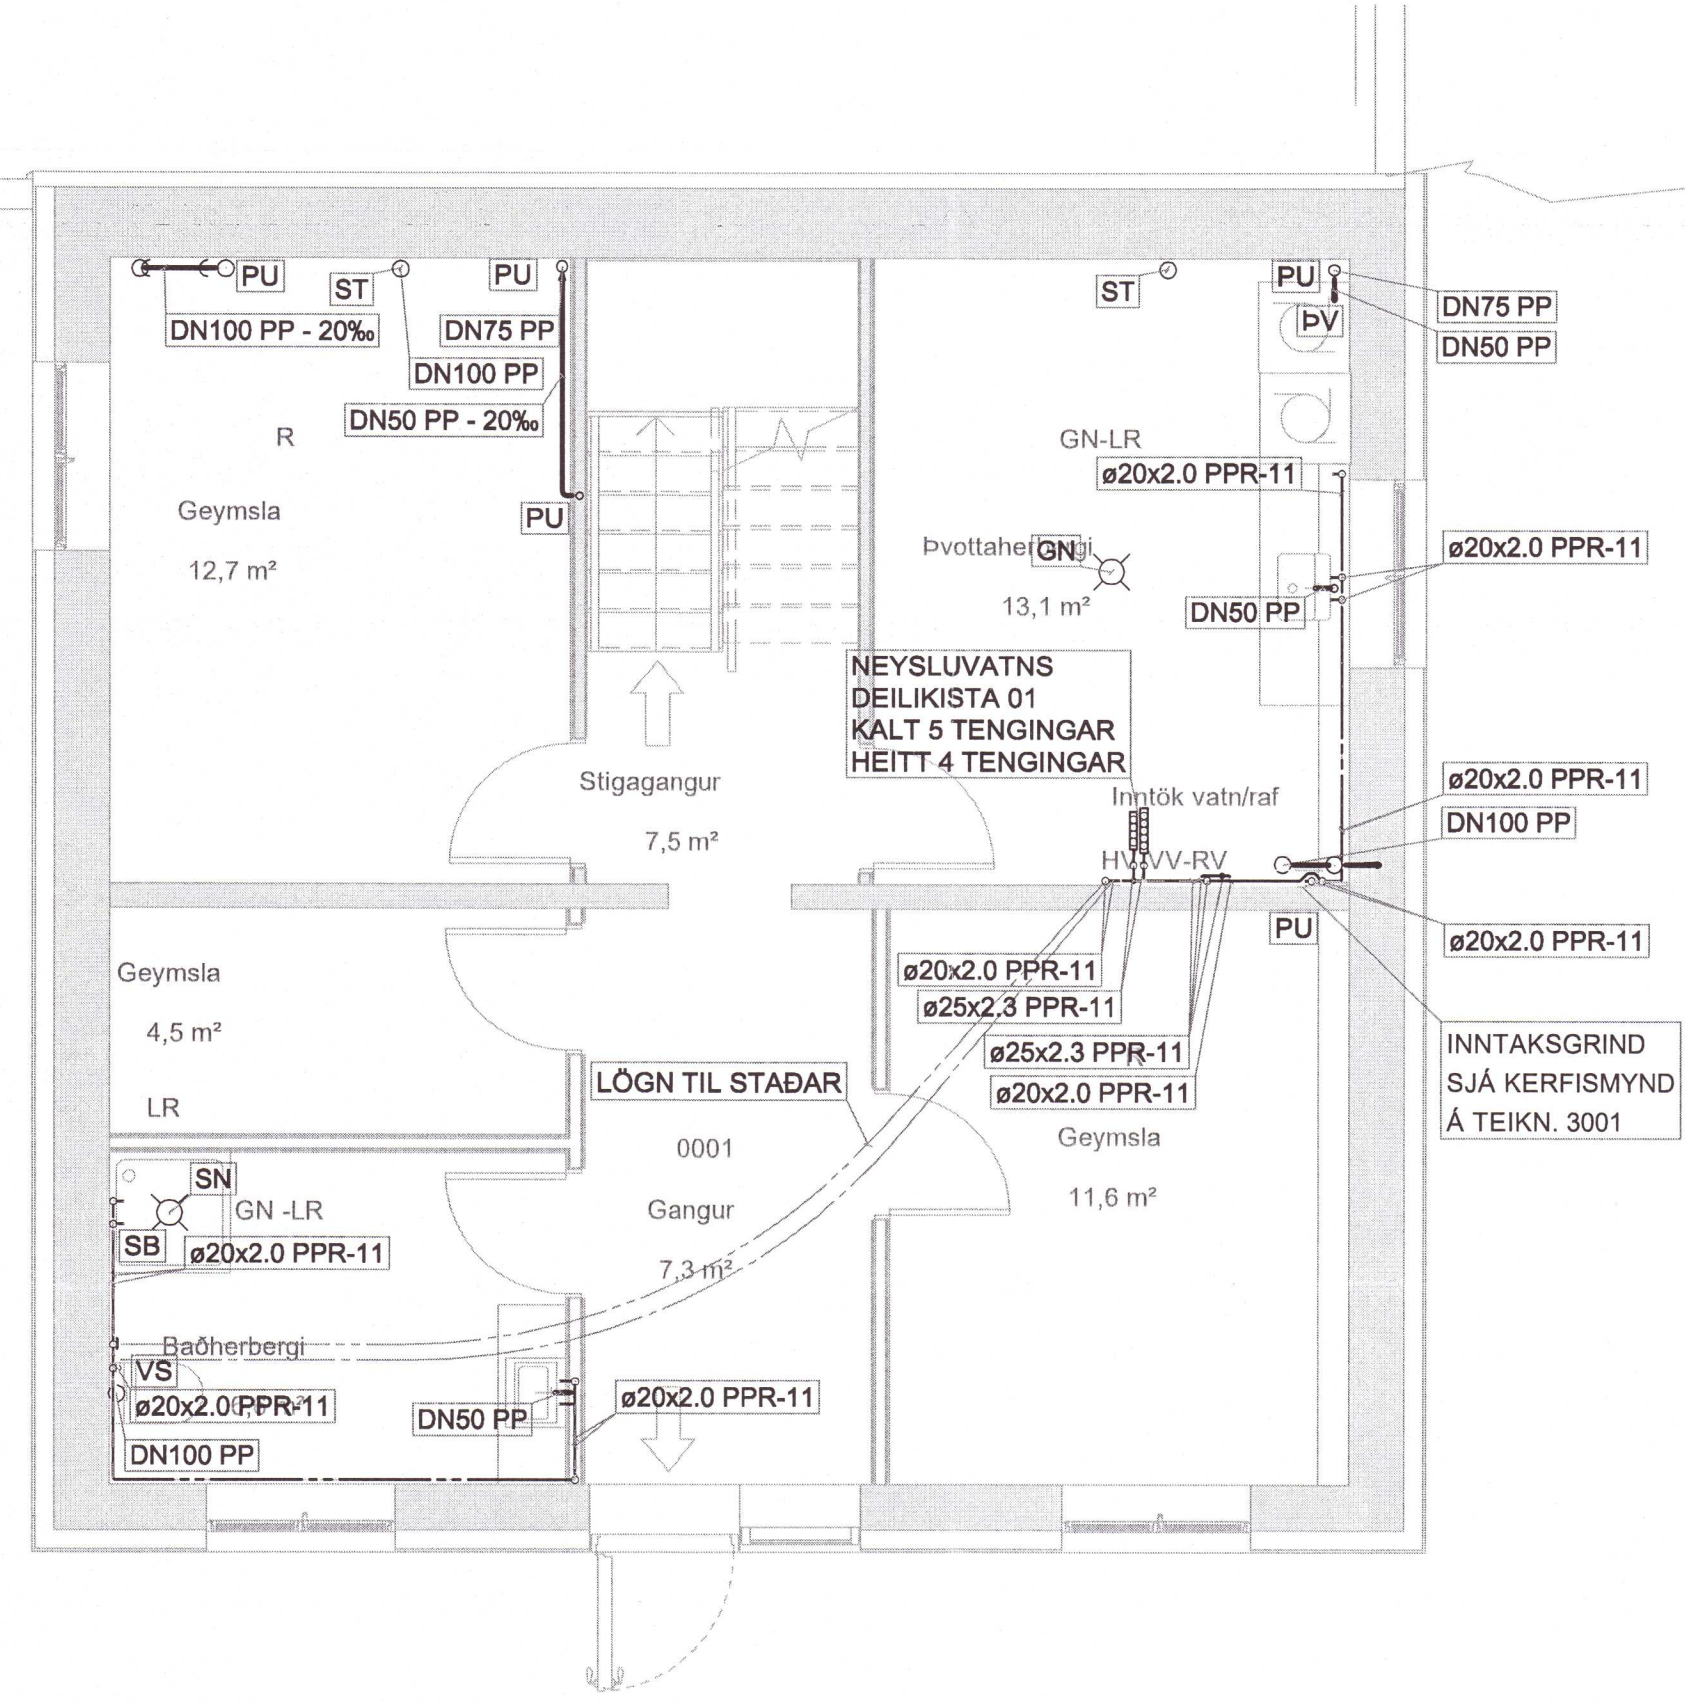 PU
ST
PU
DN100 PP - 20‰
DN75 PP
DN100 PP
DN50 PP - 20‰
R
Geymsla
12,7 m²
PU
ST
PU
ÞV
DN75 PP
DN50 PP
GN-LR
ø20x2.0 PPR-11
Þvottaherbergi
GN
13,1 m²
ø20x2.0 PPR-11
DN50 PP
NEYSLUVATNS
DEILIKISTA 01
KALT 5 TENGINGAR
HEITT 4 TENGINGAR
Stigagangur
7,5 m²
Inntök vatn/raf
HV-VV-RV
ø20x2.0 PPR-11
DN100 PP
PU
ø20x2.0 PPR-11
ø20x2.0 PPR-11
ø25x2.3 PPR-11
ø25x2.3 PPR-11
R
ø20x2.0 PPR-11
INNTAKSGRIND
SJÁ KERFISMYND
Á TEIKN. 3001
Geymsla
4,5 m²
LR
LÖGN TIL STAÐAR
0001
Gangur
7,3 m²
Geymsla
11,6 m²
SN
GN -LR
SB
ø20x2.0 PPR-11
Baðherbergi
VS
ø20x2.0 PPR-11
DN100 PP
DN50 PP
ø20x2.0 PPR-11